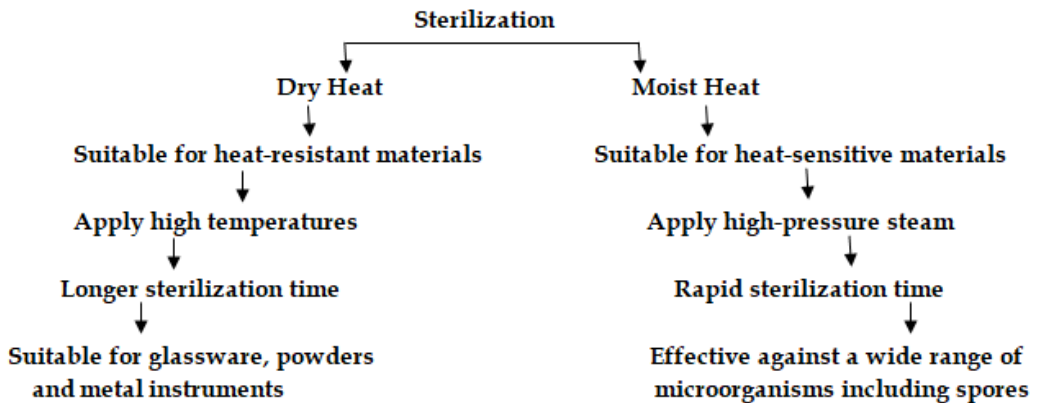 Sterilization
Dry Heat
Moist Heat
Suitable for heat-resistant materials
Suitable for heat-sensitive materials
Apply high temperatures
Apply high-pressure steam
Longer sterilization time
Rapid sterilization time
Suitable for glassware, powders
and metal instruments
Effective against a wide range of
microorganisms including spores